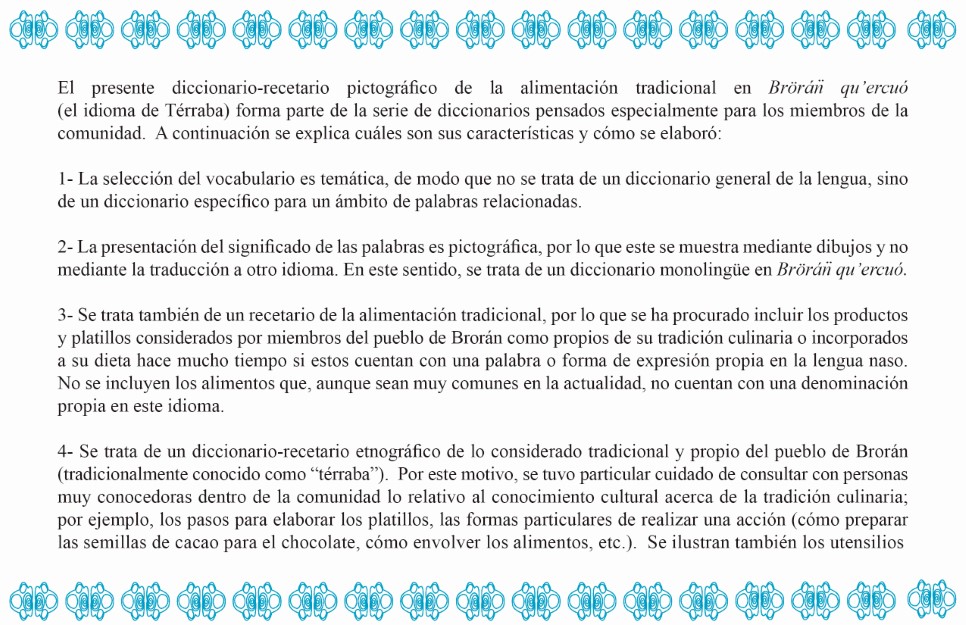 El presente diccionario-recetario pictográfico de la alimentación tradicional en Brörán̈ qu’ercuó
(el idioma de Térraba) forma parte de la serie de diccionarios pensados especialmente para los miembros de la
comunidad.  A continuación se explica cuáles son sus características y cómo se elaboró:
1- La selección del vocabulario es temática, de modo que no se trata de un diccionario general de la lengua, sino
de un diccionario específico para un ámbito de palabras relacionadas.
2- La presentación del significado de las palabras es pictográfica, por lo que este se muestra mediante dibujos y no
mediante la traducción a otro idioma. En este sentido, se trata de un diccionario monolingüe en Brörán̈ qu’ercuó.
3- Se trata también de un recetario de la alimentación tradicional, por lo que se ha procurado incluir los productos
y platillos considerados por miembros del pueblo de Brorán como propios de su tradición culinaria o incorporados
a su dieta hace mucho tiempo si estos cuentan con una palabra o forma de expresión propia en la lengua naso.
No se incluyen los alimentos que, aunque sean muy comunes en la actualidad, no cuentan con una denominación
propia en este idioma.
4- Se trata de un diccionario-recetario etnográfico de lo considerado tradicional y propio del pueblo de Brorán
(tradicionalmente conocido como “térraba”).  Por este motivo, se tuvo particular cuidado de consultar con personas
muy conocedoras dentro de la comunidad lo relativo al conocimiento cultural acerca de la tradición culinaria;
por ejemplo, los pasos para elaborar los platillos, las formas particulares de realizar una acción (cómo preparar
las semillas de cacao para el chocolate, cómo envolver los alimentos, etc.).  Se ilustran también los utensilios